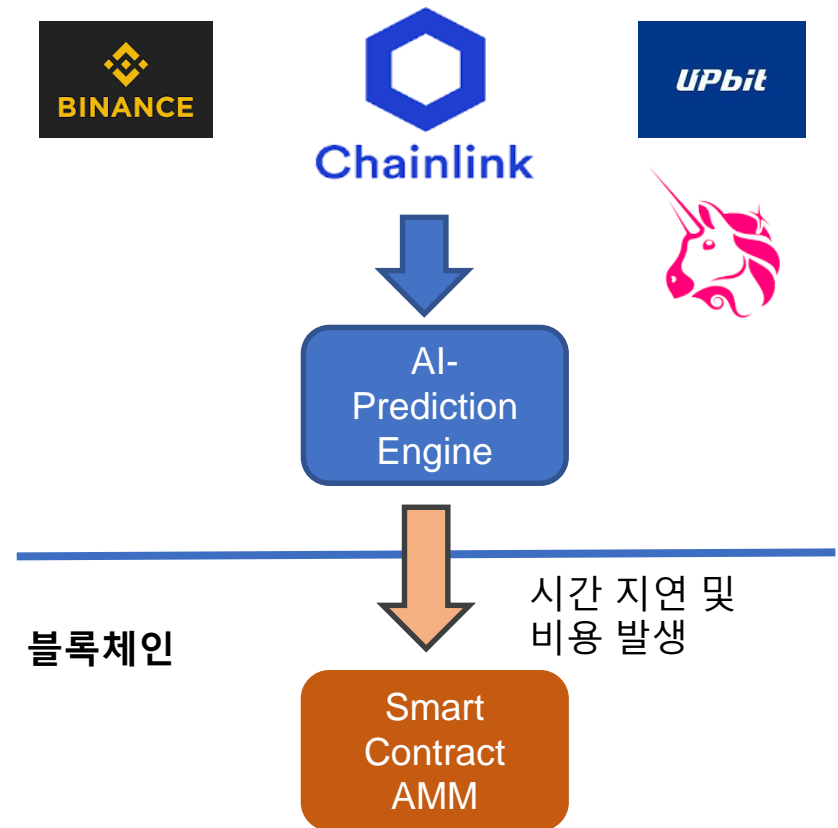 BINANCE
Chainlink
UPbit
AI-
Prediction
Engine
시간 지연 및
비용 발생
블록체인
Smart
Contract
AMM